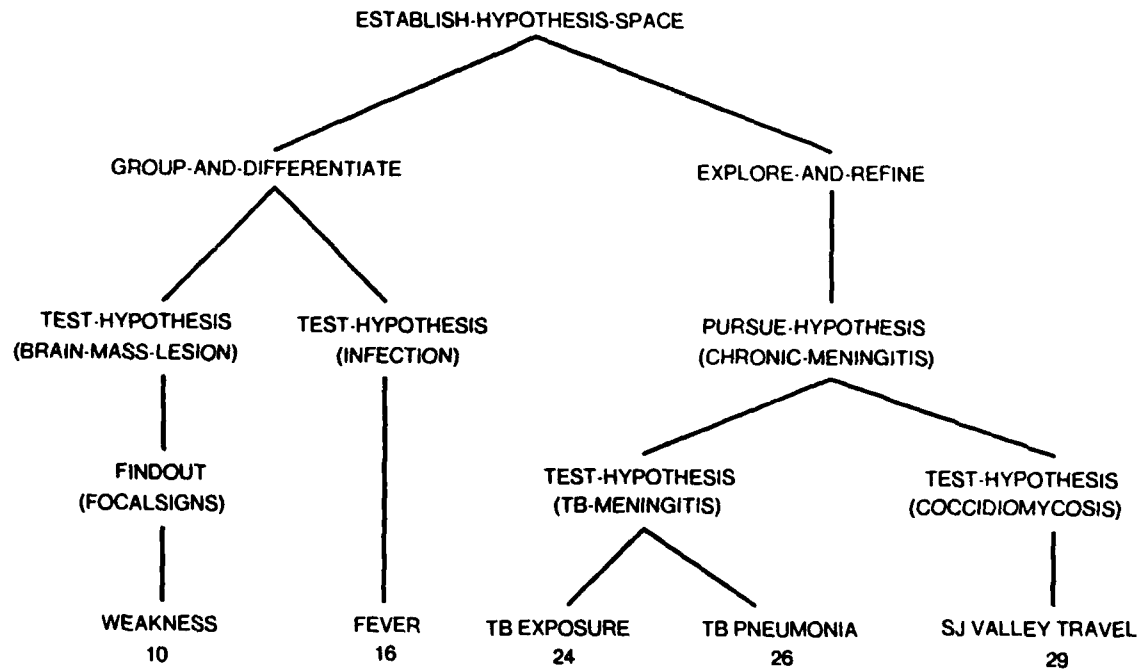 ESTABLISH-HYPOTHESIS-SPACE
GROUP-AND-DIFFERENTIATE
EXPLORE-AND-REFINE
TEST-HYPOTHESIS
(BRAIN-MASS-LESION)
TEST-HYPOTHESIS
(INFECTION)
PURSUE-HYPOTHESIS
(CHRONIC-MENINGITIS)
FINDOUT
(FOCALSIGNS)
TEST-HYPOTHESIS
(TB-MENINGITIS)
TEST-HYPOTHESIS
(COCCIDIOMYCOSIS)
WEAKNESS
10
FEVER
16
TB EXPOSURE
24
TB PNEUMONIA
26
SJ VALLEY TRAVEL
29